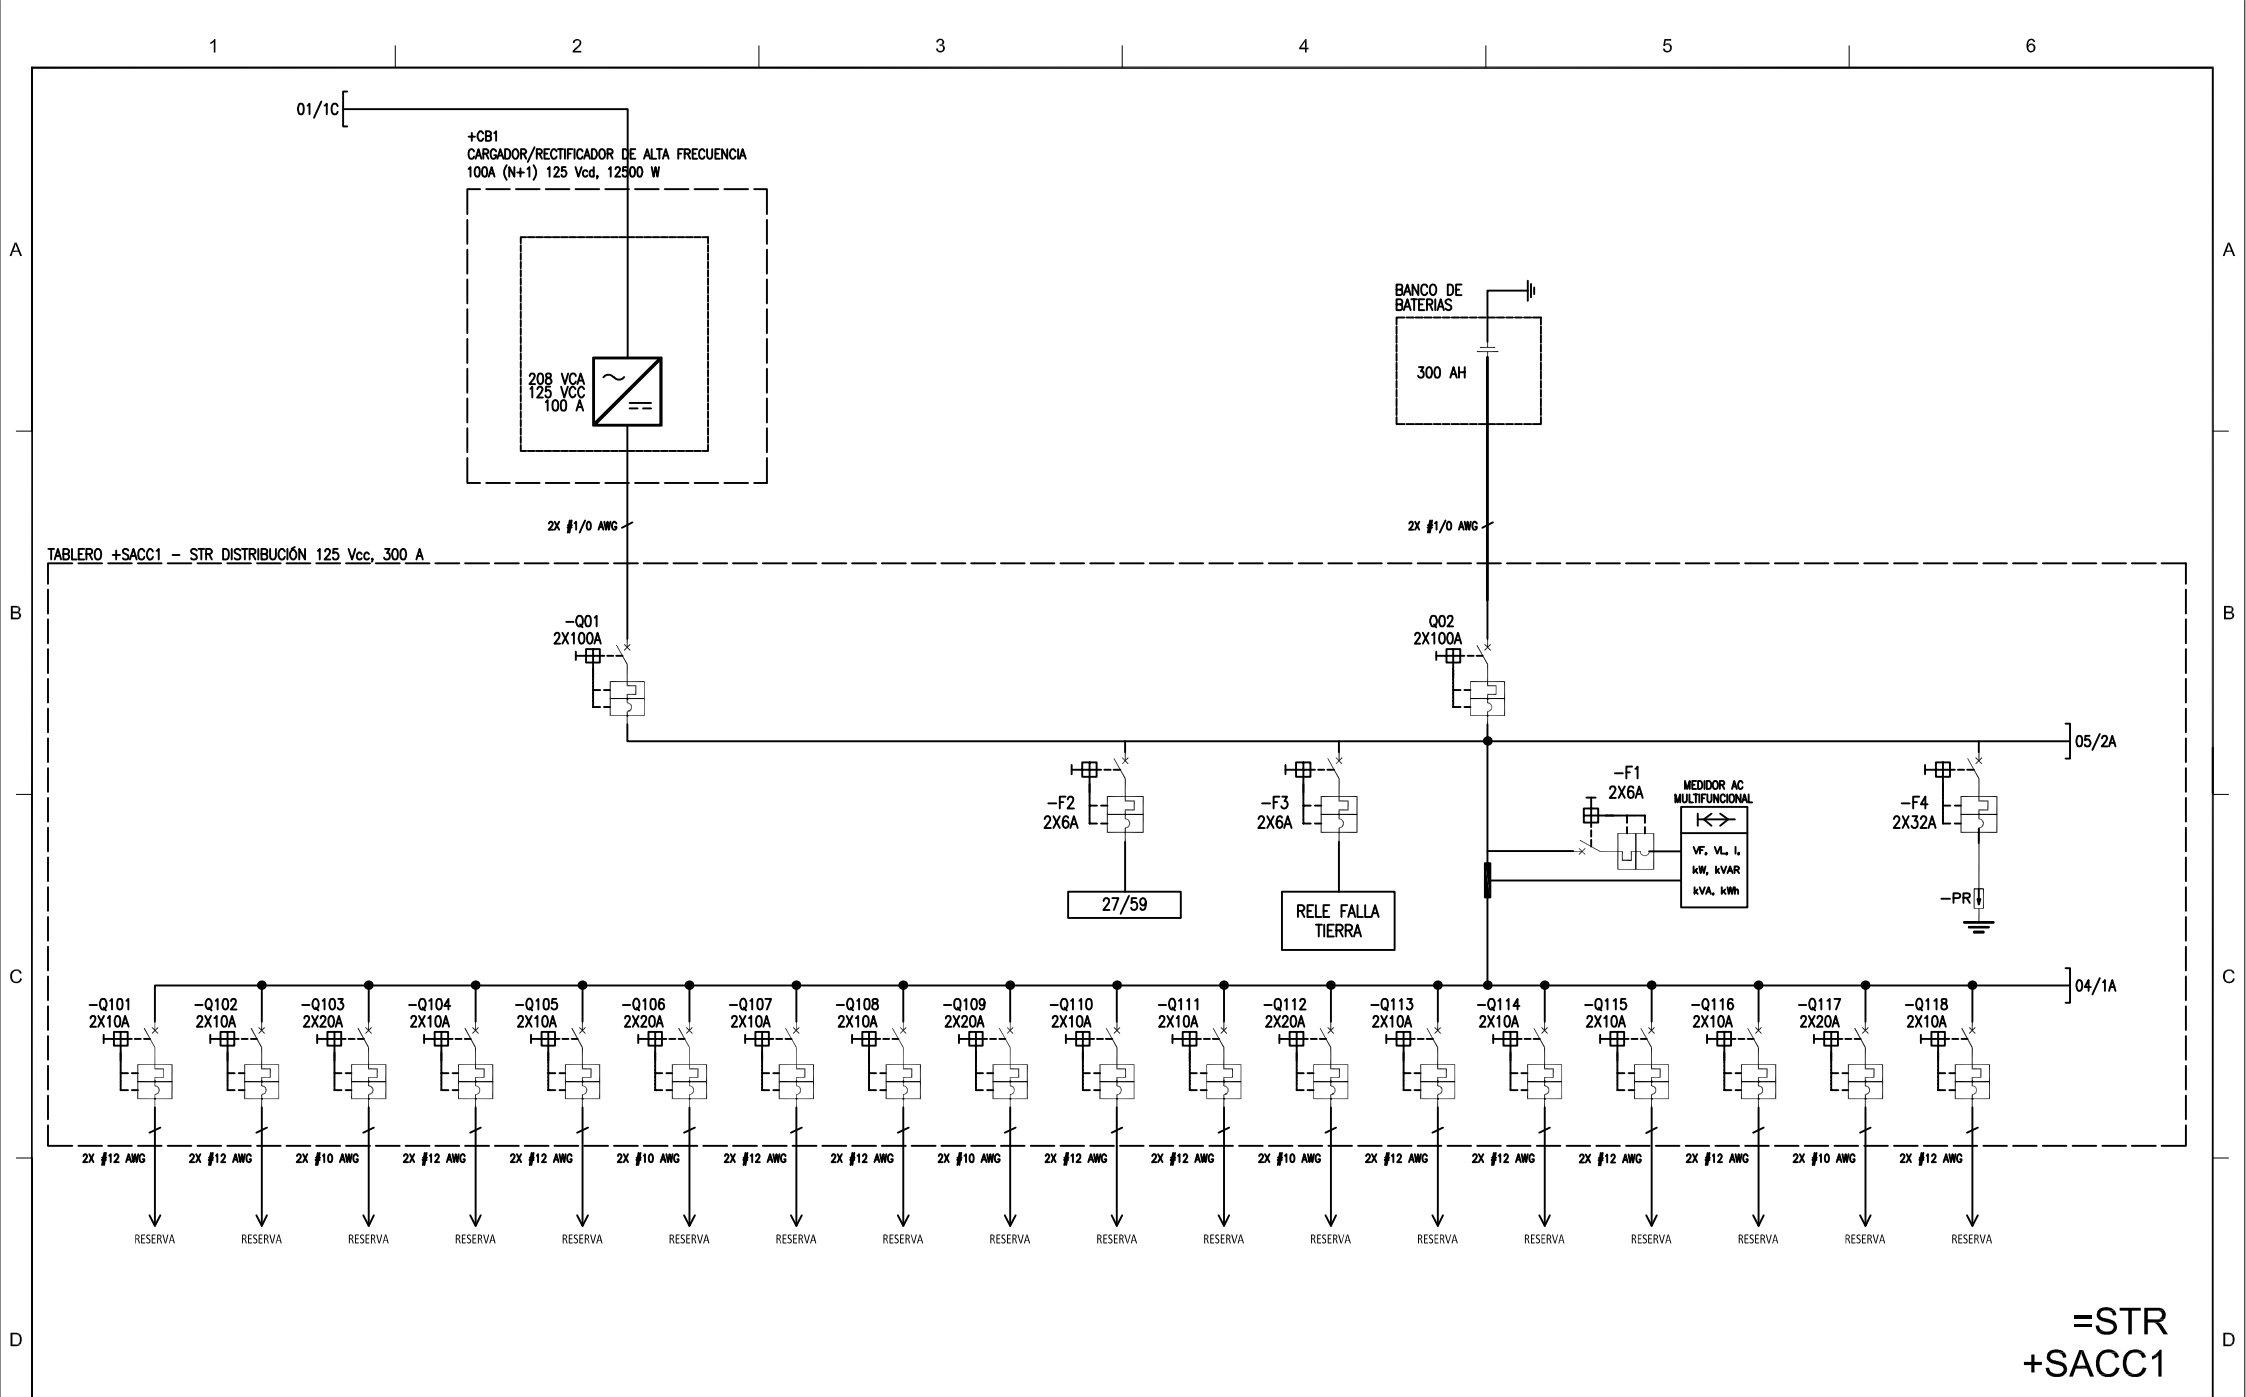 1 2 3 4 5 6
01/1C
+CB1
CARGADOR/RECTIFICADOR DE ALTA FRECUENCIA
100A (N+1) 125 Vcd, 12500 W
A A
BANCO DE
BATERIAS
300 AH
208 VCA
125 VCC
100 A
2X #1/0 AWG 2X #1/0 AWG
TABLERO +SACC1 - STR DISTRIBUCIÓN 125 Vcc, 300 A
B B
-Q01 Q02
2X100A 2X100A
05/2A
-F1
2X6A
MEDIDOR AC
MULTIFUNCIONAL
-F2 -F3 -F4
2X6A 2X6A 2X32A
VF, VL, I,
kW, kVAR
kVA, kWh
-PR
27/59
RELE FALLA
TIERRA
C C
04/1A
-Q101 -Q102 -Q103 -Q104 -Q105 -Q106 -Q107 -Q108 -Q109 -Q110 -Q111 -Q112 -Q113 -Q114 -Q115 -Q116 -Q117 -Q118
2X10A 2X10A 2X20A 2X10A 2X10A 2X20A 2X10A 2X10A 2X20A 2X10A 2X10A 2X20A 2X10A 2X10A 2X10A 2X10A 2X20A 2X10A
2X #12 AWG 2X #12 AWG 2X #10 AWG 2X #12 AWG 2X #12 AWG 2X #10 AWG 2X #12 AWG 2X #12 AWG 2X #10 AWG 2X #12 AWG 2X #12 AWG 2X #10 AWG 2X #12 AWG 2X #12 AWG 2X #12 AWG 2X #12 AWG 2X #10 AWG 2X #12 AWG
RESERVA RESERVA RESERVA RESERVA RESERVA RESERVA RESERVA RESERVA RESERVA RESERVA RESERVA RESERVA RESERVA RESERVA RESERVA RESERVA RESERVA RESERVA
D D
=STR
+SACC1